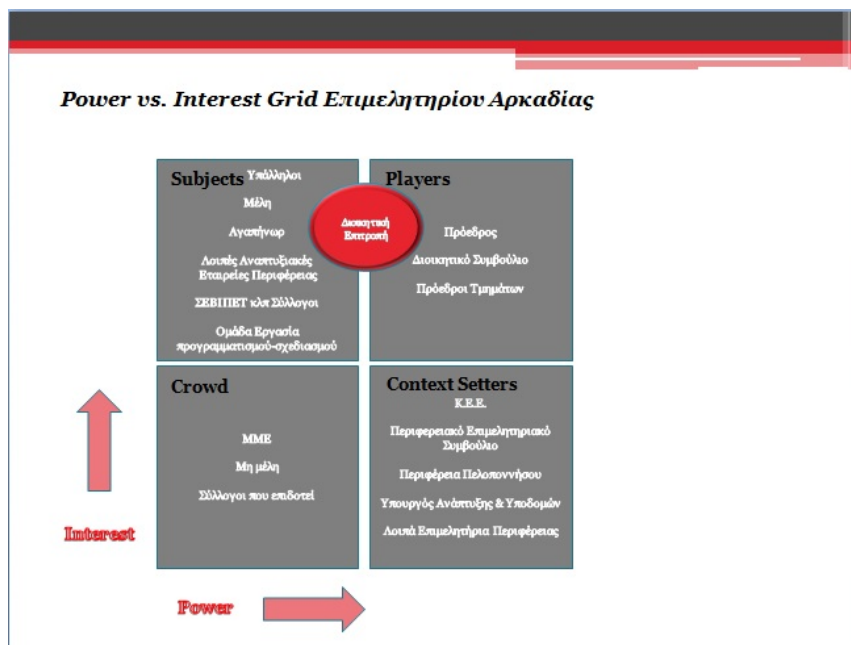 Power vs. Interest Grid Επιμελητηρίου Αρκαδίας
Subjects
Υπάλληλοι
Μέλη
Αγαπήνωρ
Λοιπές Αναπτυξιακές
Εταιρείες Περιφέρειας
ΣΕΒΙΠΕΤ κλπ Σύλλογοι
Ομάδα Εργασία
προγραμματισμού-σχεδιασμού
Διοικητική
Επιτροπή
Players
Πρόεδρος
Διοικητικό Συμβούλιο
Πρόεδροι Τμημάτων
Crowd
ΜΜΕ
Μη μέλη
Σύλλογοι που επιδοτεί
Context Setters
Κ.Ε.Ε.
Περιφερειακό Επιμελητηριακό
Συμβούλιο
Περιφέρεια Πελοποννήσου
Υπουργός Ανάπτυξης & Υποδομών
Λοιπά Επιμελητήρια Περιφέρειας
Interest
Power